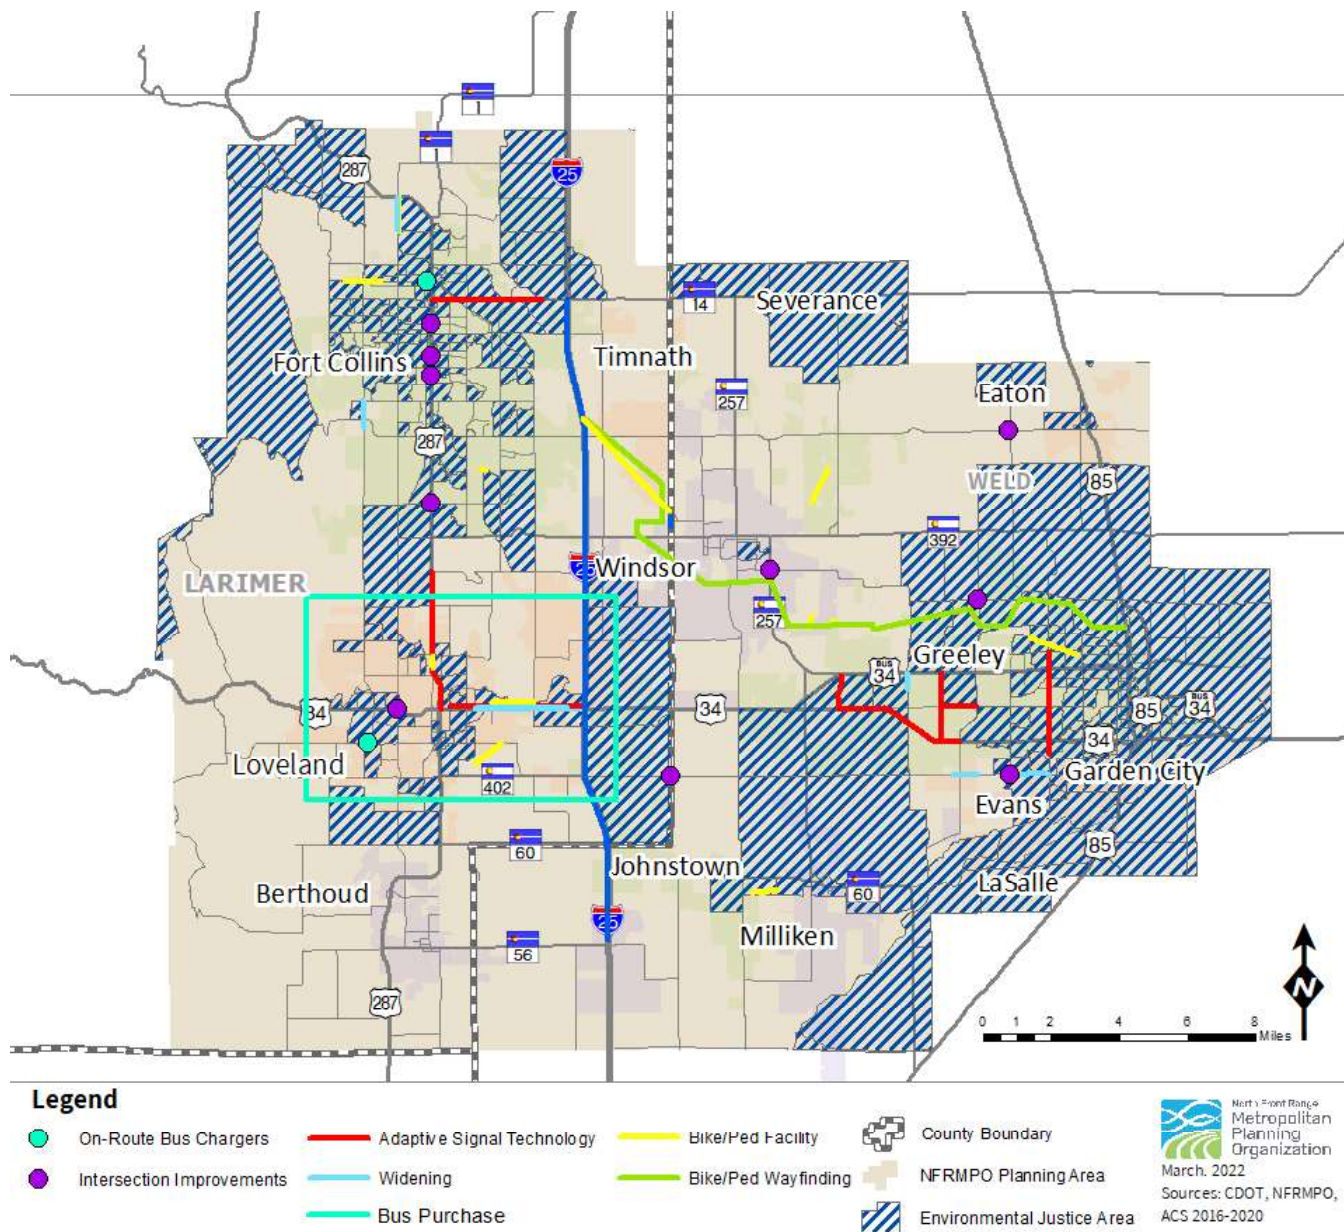 1
1
287
25
14
Severance
Timnath
Fort Collins
257
Eaton
287
85
WELD
392
25
Windsor
LARIMER
257
Greeley
BUS
34
34
34
85
BUS
34
34
Loveland
402
Garden City
Evans
60
85
Johnstown
LaSalle
Berthoud
60
25
Milliken
56
287
N
0 1 2 4 6 8
Miles
Legend
On-Route Bus Chargers
Intersection Improvements
Adaptive Signal Technology
Widening
Bus Purchase
Bike/Ped Facility
Bike/Ped Wayfinding
County Boundary
NFRMPO Planning Area
Environmental Justice Area
North Front Range
Metropolitan
Planning
Organization
March, 2022
Sources: CDOT, NFRMPO,
ACS 2016-2020